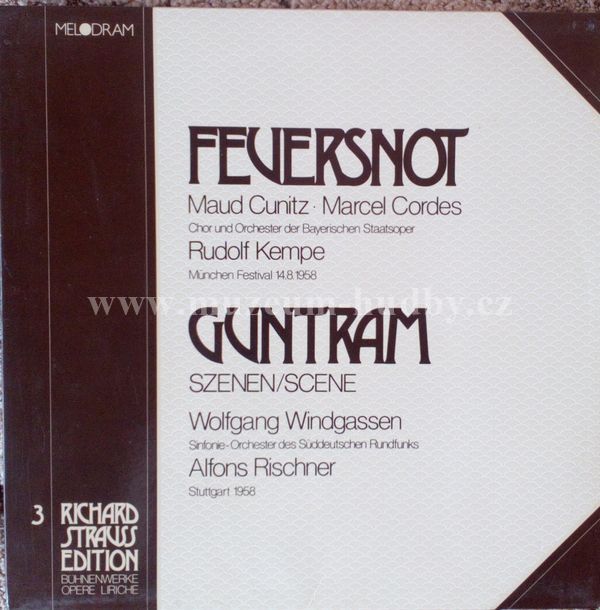 MELODRAM
FEUERSNOT
Maud Cunitz · Marcel Cordes
Chor und Orchester der Bayerischen Staatsoper
Rudolf Kempe
München Festival 14.8.1958
www.muzeum-hudby.cz
GUNTRAM
SZENEN/SCENE
Wolfgang Windgassen
Sinfonie-Orchester des Süddeutschen Rundfunks
Alfons Rischner
Stuttgart 1958
3 RICHARD
STRAUSS
EDITION
BÜHNENWERKE
OPERE LIRICHE